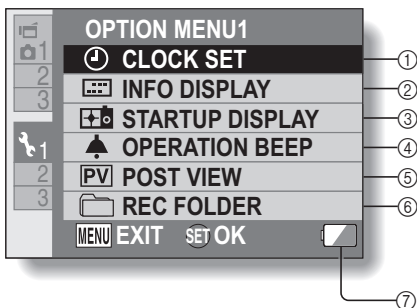 OPTION MENU1
1 CLOCK SET ①
2 INFO DISPLAY ②
3 STARTUP DISPLAY ③
1 OPERATION BEEP ④
2 PV POST VIEW ⑤
3 REC FOLDER ⑥
MENU EXIT SET OK
⑦